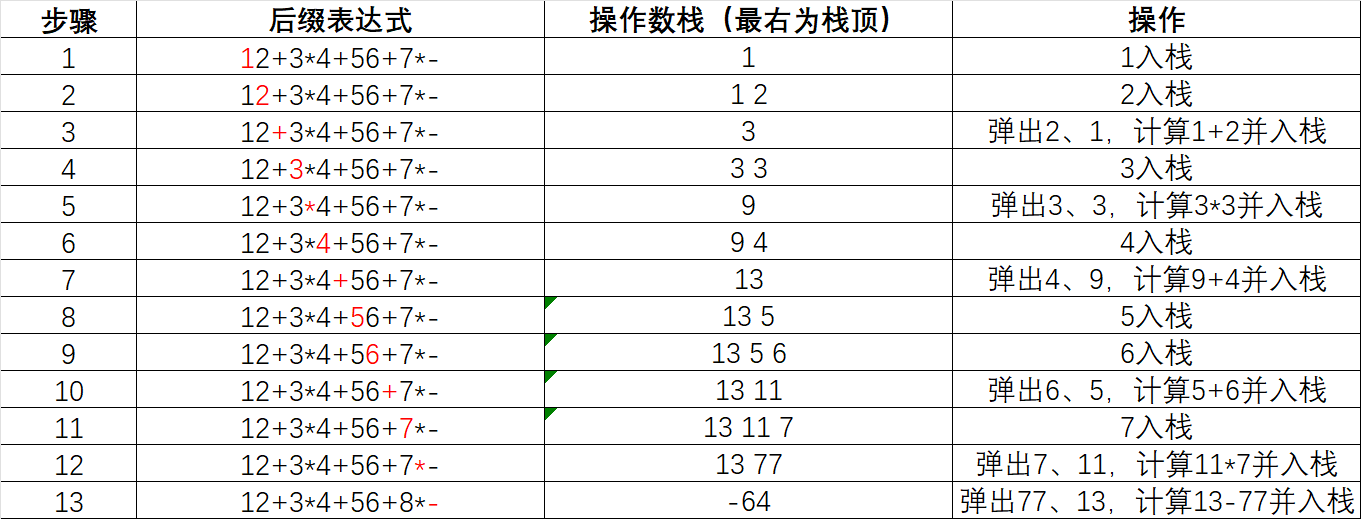 步骤 后缀表达式 操作数栈（最右为栈顶） 操作
1 12+3*4+56+7*- 1 1入栈
2 12+3*4+56+7*- 1 2 2入栈
3 12+3*4+56+7*- 3 弹出2、1，计算1+2并入栈
4 12+3*4+56+7*- 3 3 3入栈
5 12+3*4+56+7*- 9 弹出3、3，计算3*3并入栈
6 12+3*4+56+7*- 9 4 4入栈
7 12+3*4+56+7*- 13 弹出4、9，计算9+4并入栈
8 12+3*4+56+7*- 13 5 5入栈
9 12+3*4+56+7*- 13 5 6 6入栈
10 12+3*4+56+7*- 13 11 弹出6、5，计算5+6并入栈
11 12+3*4+56+7*- 13 11 7 7入栈
12 12+3*4+56+7*- 13 77 弹出7、11，计算11*7并入栈
13 12+3*4+56+8*- -64 弹出77、13，计算13-77并入栈